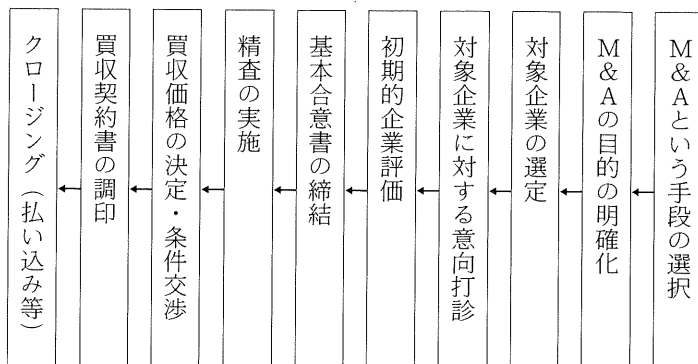 M&Aという手段の選択
M&Aの目的の明確化
対象企業の選定
対象企業に対する意向打診
初期的企業評価
基本合意書の締結
精査の実施
買収価格の決定・条件交渉
買収契約書の調印
クロージング（払い込み等）